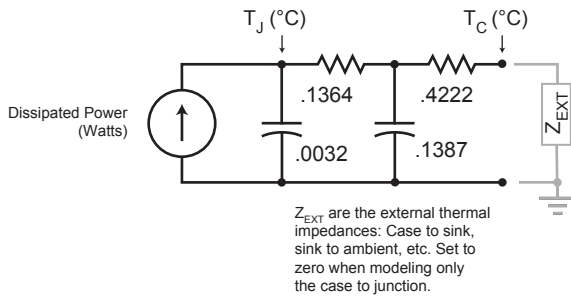 T_J (°C)
T_C (°C)
Dissipated Power
(Watts)
.1364
.4222
.0032
.1387
Z_EXT
Z_EXT are the external thermal
impedances: Case to sink,
sink to ambient, etc. Set to
zero when modeling only
the case to junction.